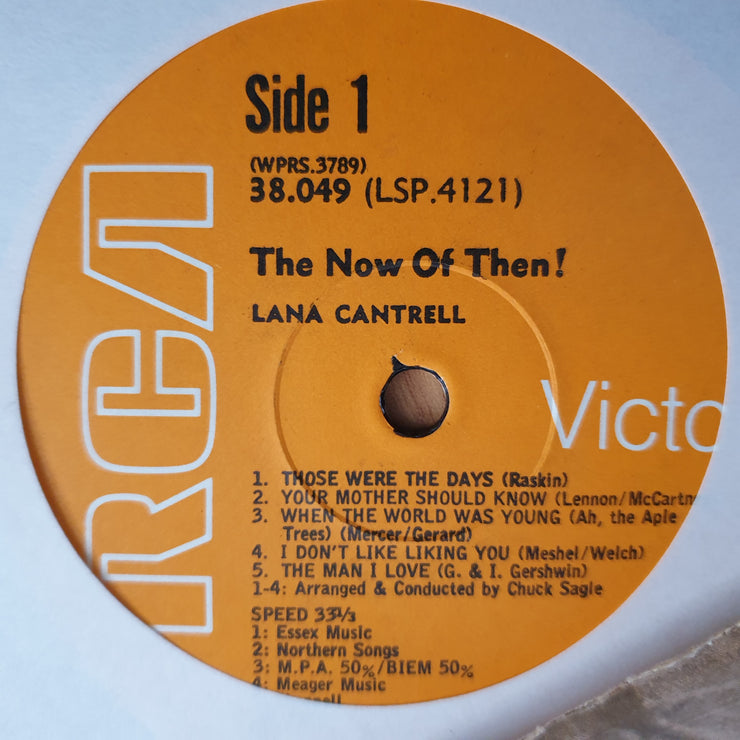 Side 1
(WPRS.3789)
38.049 (LSP.4121)
The Now Of Then!
LANA CANTRELL
RCA
Victo
1. THOSE WERE THE DAYS (Raskin)
2. YOUR MOTHER SHOULD KNOW (Lennon/McCartn
3. WHEN THE WORLD WAS YOUNG (Ah, the Aple
Trees) (Mercer/Gerard)
4. I DON'T LIKE LIKING YOU (Meshel/Welch)
5. THE MAN I LOVE (G. & I. Gershwin)
1-4: Arranged & Conducted by Chuck Sagle
SPEED 33⅓
1: Essex Music
2: Northern Songs
3: M.P.A. 50%/BIEM 50%
4: Meager Music